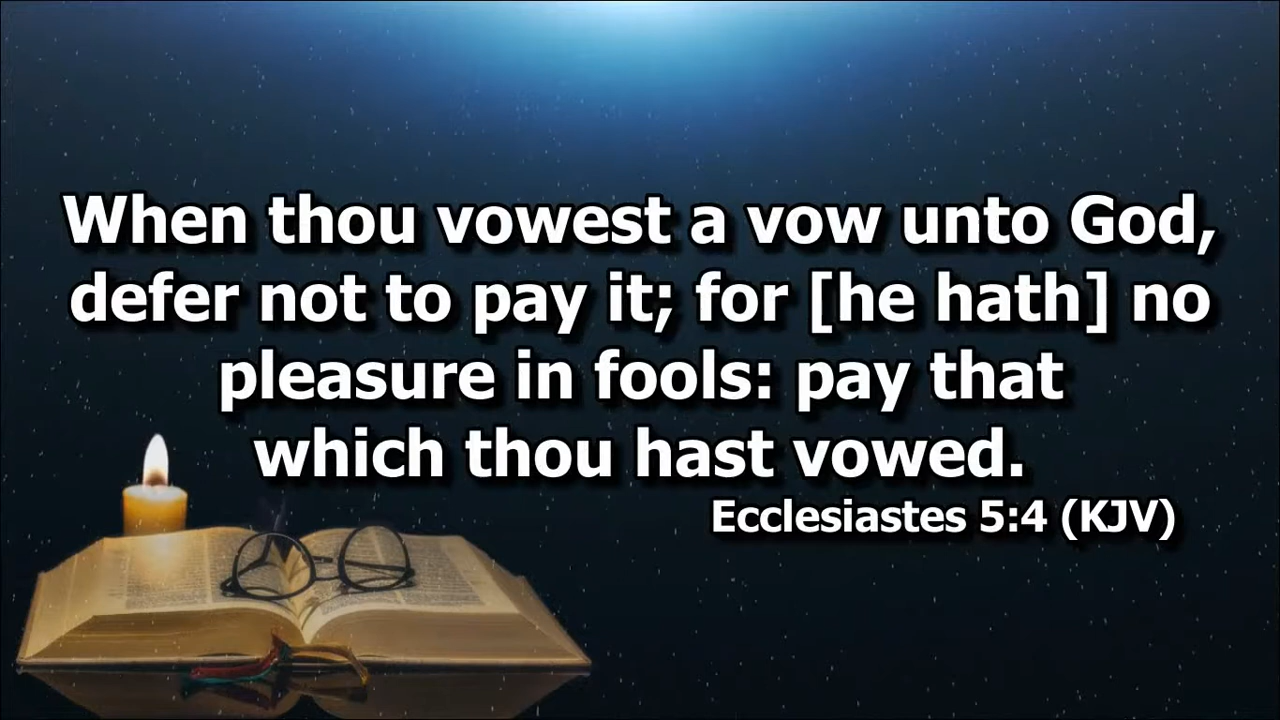 When thou vowest a vow unto God,
defer not to pay it; for [he hath] no
pleasure in fools: pay that
which thou hast vowed.
Ecclesiastes 5:4 (KJV)